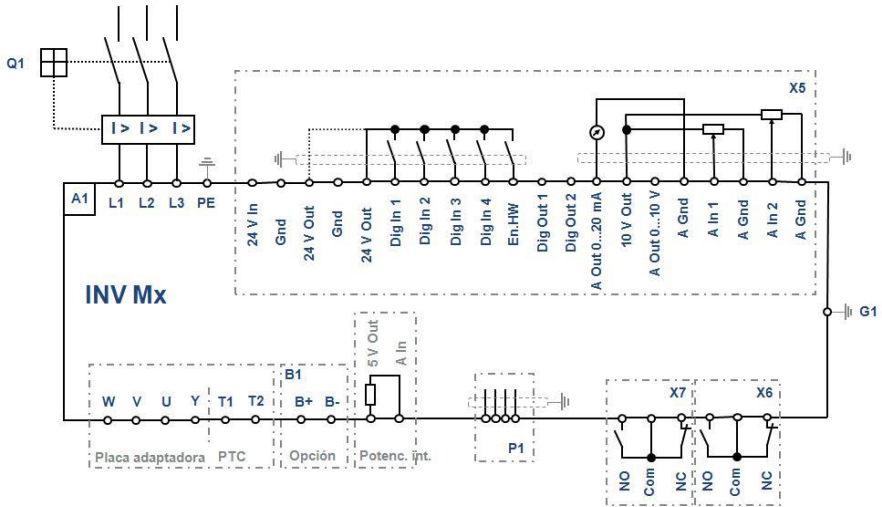 Q1
I > I > I >
X5
A1
L1 L2 L3 PE
24 V In
Gnd
24 V Out
Gnd
24 V Out
Dig In 1
Dig In 2
Dig In 3
Dig In 4
En.HW
Dig Out 1
Dig Out 2
A Out 0...20 mA
10 V Out
A Out 0...10 V
A Gnd
A In 1
A Gnd
A In 2
A Gnd
INV Mx
G1
5 V Out
A In
B1
W V U Y T1 T2 B+ B-
Placa adaptadora PTC Opción Potenc. int.
P1
X7
NO
Com
NC
X6
NO
Com
NC